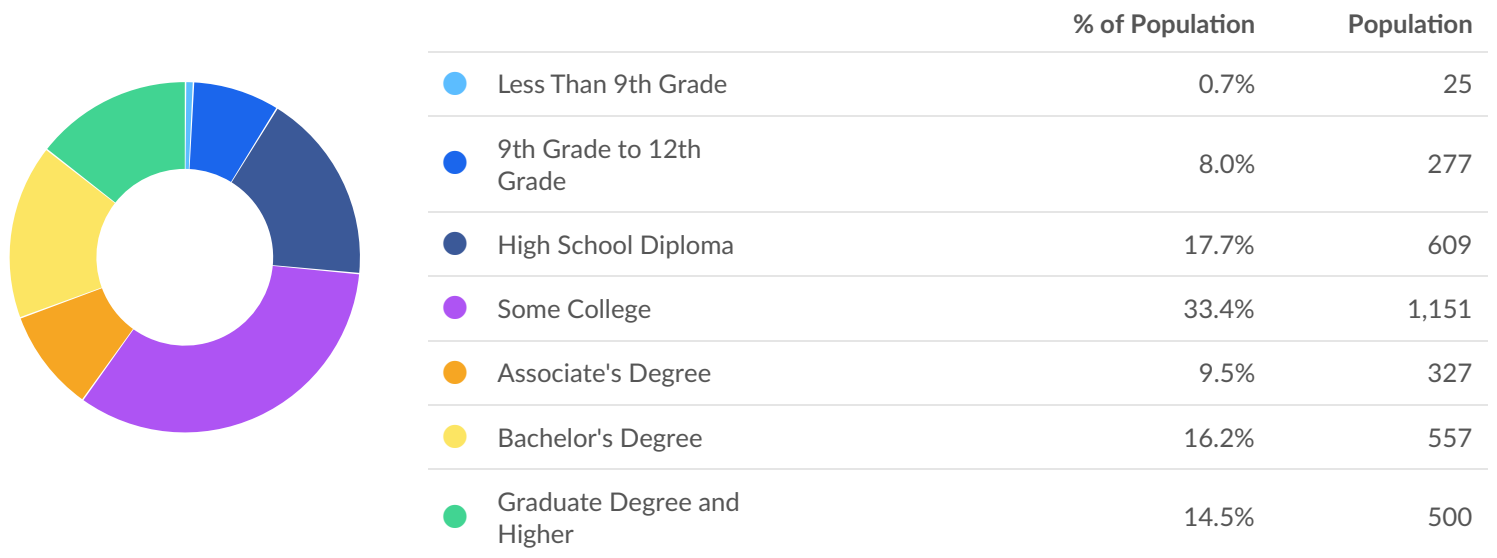 % of Population Population
Less Than 9th Grade 0.7% 25
9th Grade to 12th
Grade 8.0% 277
High School Diploma 17.7% 609
Some College 33.4% 1,151
Associate's Degree 9.5% 327
Bachelor's Degree 16.2% 557
Graduate Degree and
Higher 14.5% 500